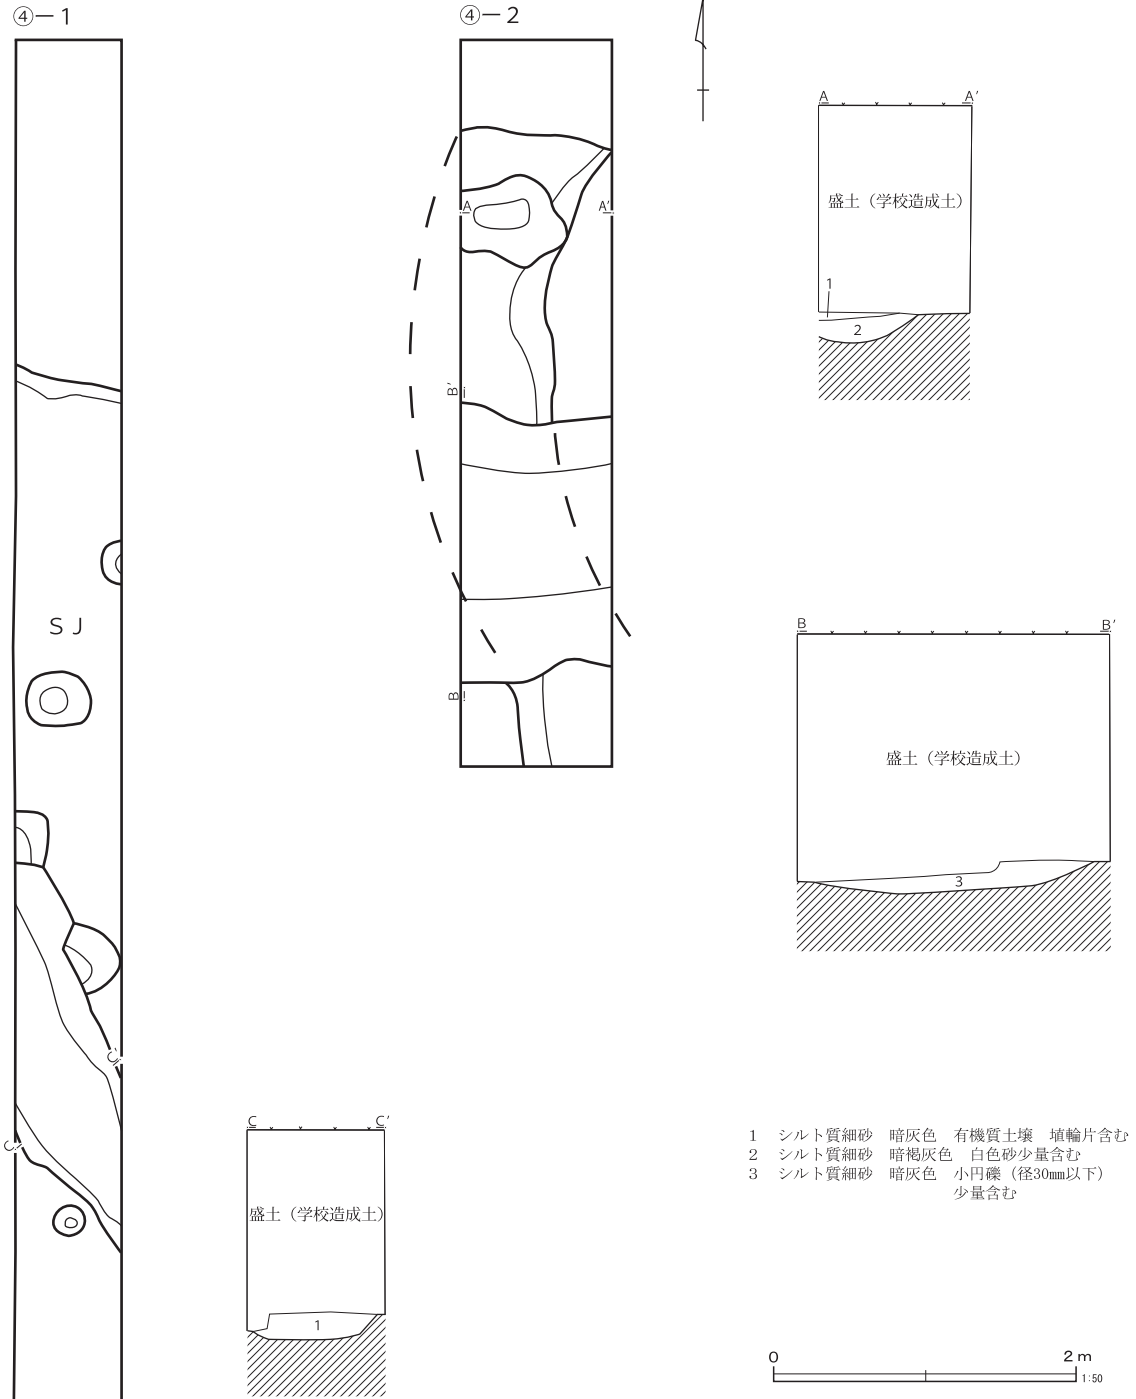 ④－1
④－2
A A′
盛土（学校造成土）
1
2
A A′
B′
B
B B′
盛土（学校造成土）
3
SJ
C′
C
C C′
盛土（学校造成土）
1
1 シルト質細砂 暗灰色 有機質土壌 埴輪片含む
2 シルト質細砂 暗褐灰色 白色砂少量含む
3 シルト質細砂 暗灰色 小円礫（径30mm以下）
少量含む
0 2 m
1:50